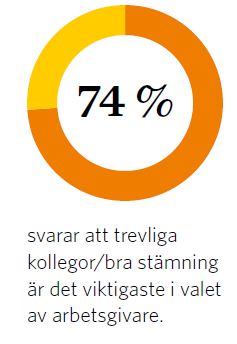 74 %
svarar att trevliga
kollegor/bra stämning
är det viktigaste i valet
av arbetsgivare.